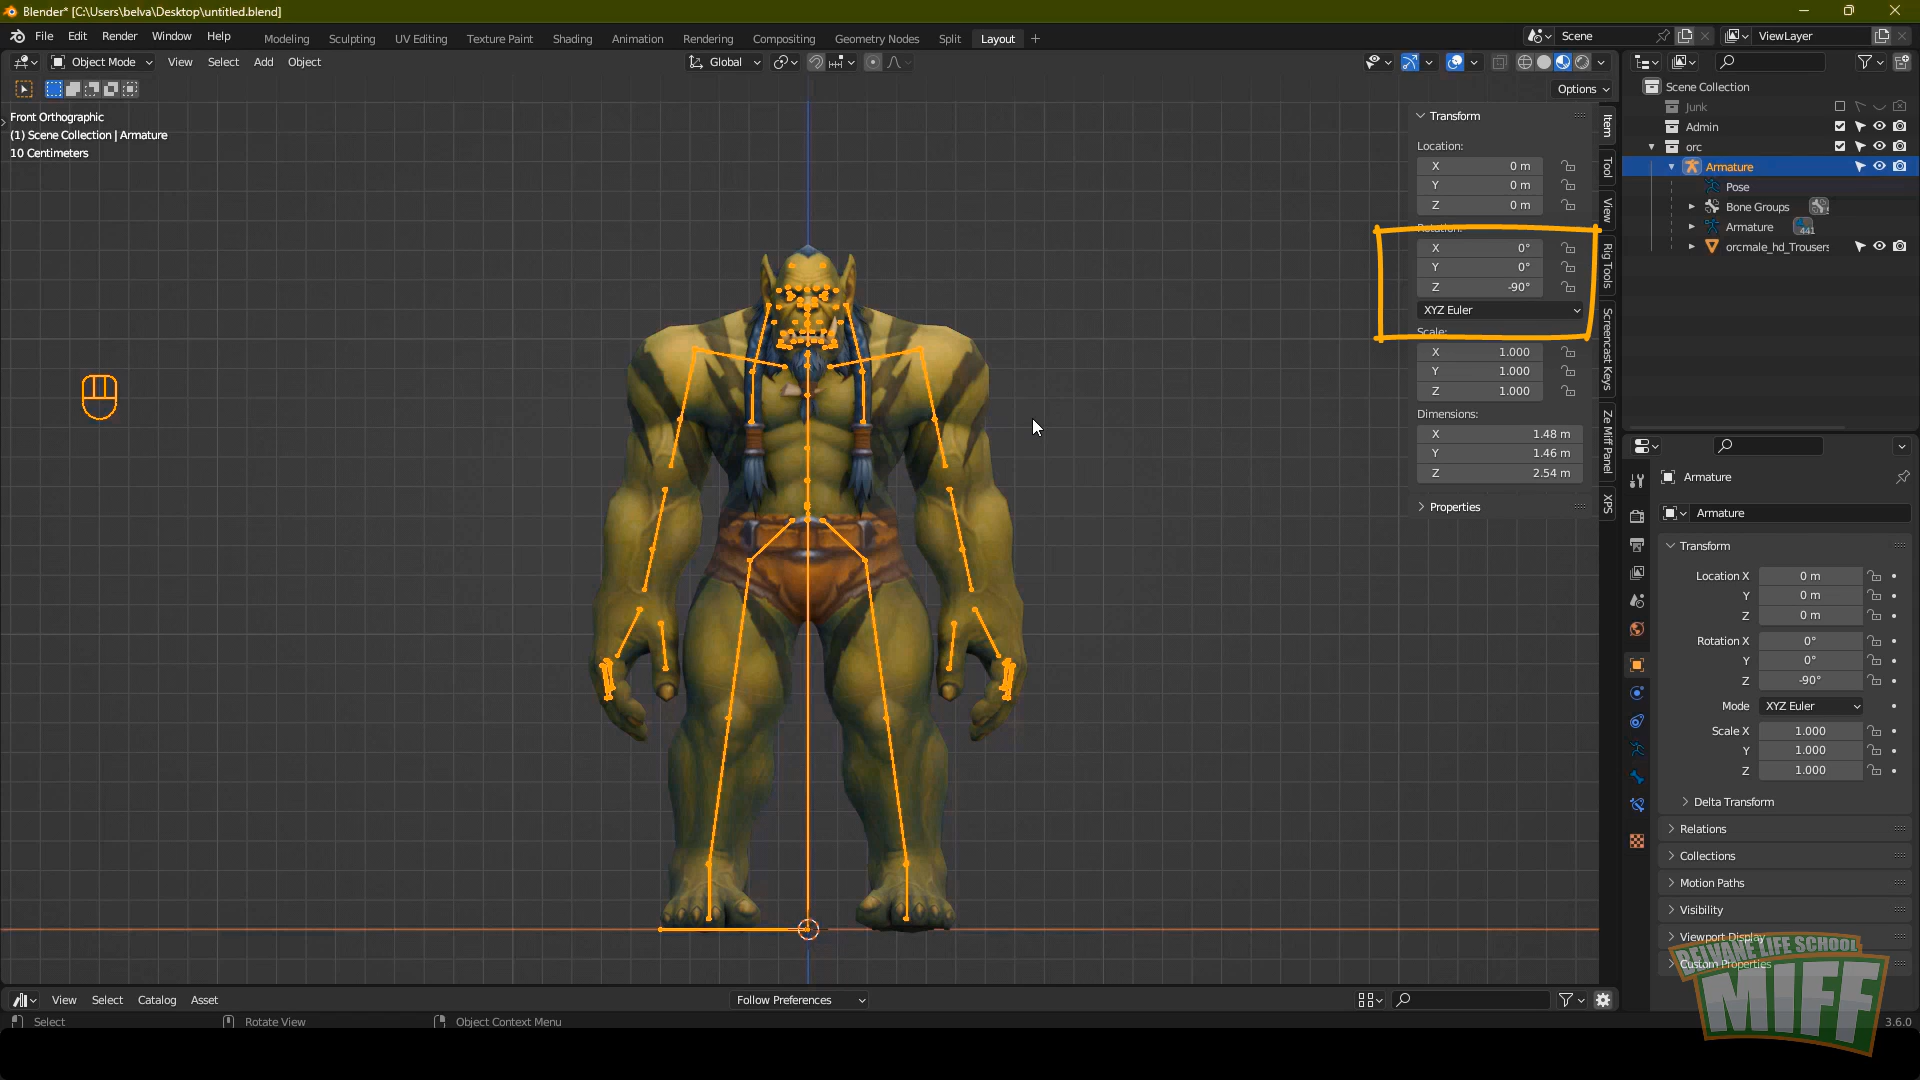 Blender* [C:\Users\belva\Desktop\untitled.blend]
File Edit Render Window Help Modeling Sculpting UV Editing Texture Paint Shading Animation Rendering Compositing Geometry Nodes Split Layout + Scene ViewLayer
Object Mode View Select Add Object Global
Options
Front Orthographic
(1) Scene Collection | Armature
10 Centimeters
Transform
Location:
X 0 m
Y 0 m
Z 0 m
Rotation:
X 0°
Y 0°
Z -90°
XYZ Euler
Scale:
X 1.000
Y 1.000
Z 1.000
Dimensions:
X 1.48 m
Y 1.46 m
Z 2.54 m
Properties
Item
Tool
View
Rig Tools
Screencast Keys
Ze Miff Panel
XPS
Scene Collection
Junk
Admin
orc
Armature
Pose
Bone Groups
Armature 441
orcmale_hd_Trousers
Armature
Armature
Transform
Location X 0 m
Y 0 m
Z 0 m
Rotation X 0°
Y 0°
Z -90°
Mode XYZ Euler
Scale X 1.000
Y 1.000
Z 1.000
Delta Transform
Relations
Collections
Motion Paths
Visibility
Viewport Display
Custom Properties
BELVANE LIFE SCHOOL
MIFF
View Select Catalog Asset Follow Preferences
Select Rotate View Object Context Menu 3.6.0